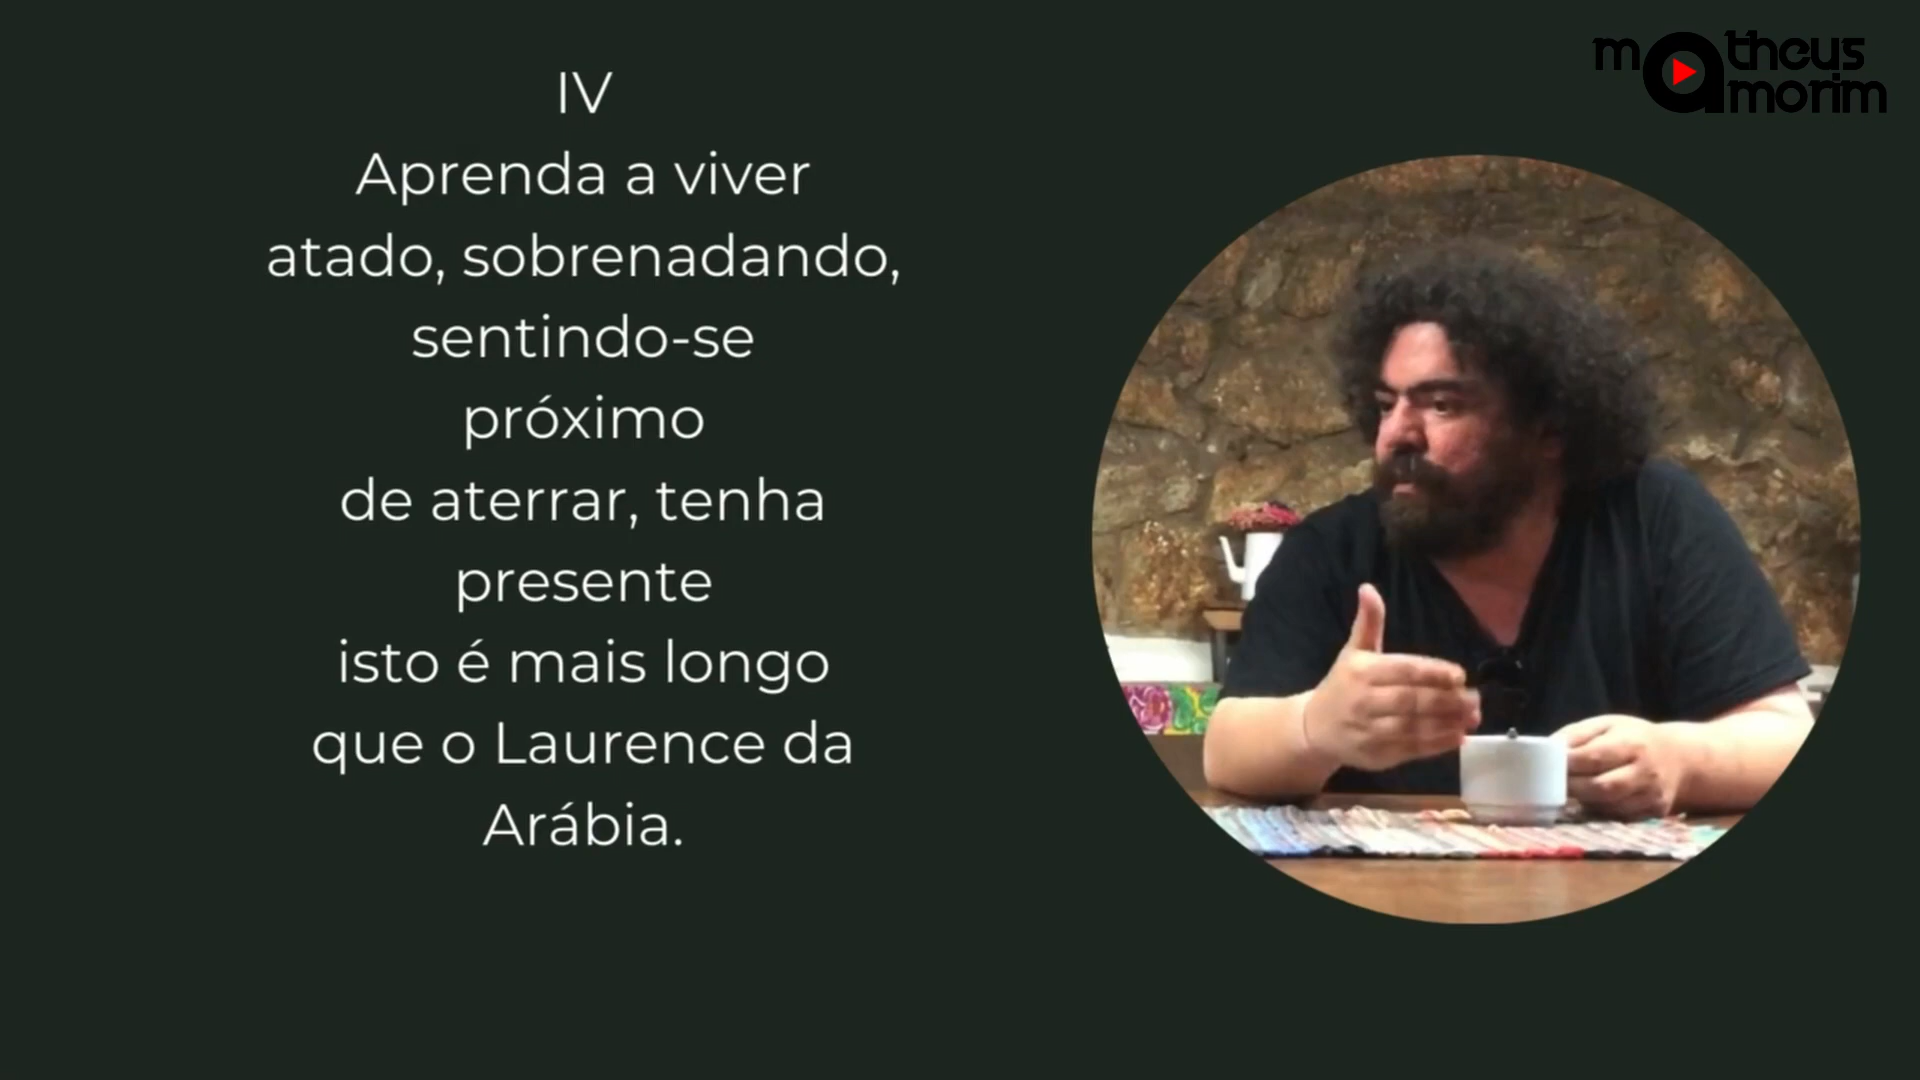 IV
Aprenda a viver
atado, sobrenadando,
sentindo-se
próximo
de aterrar, tenha
presente
isto é mais longo
que o Laurence da
Arábia.
matheus
amorim